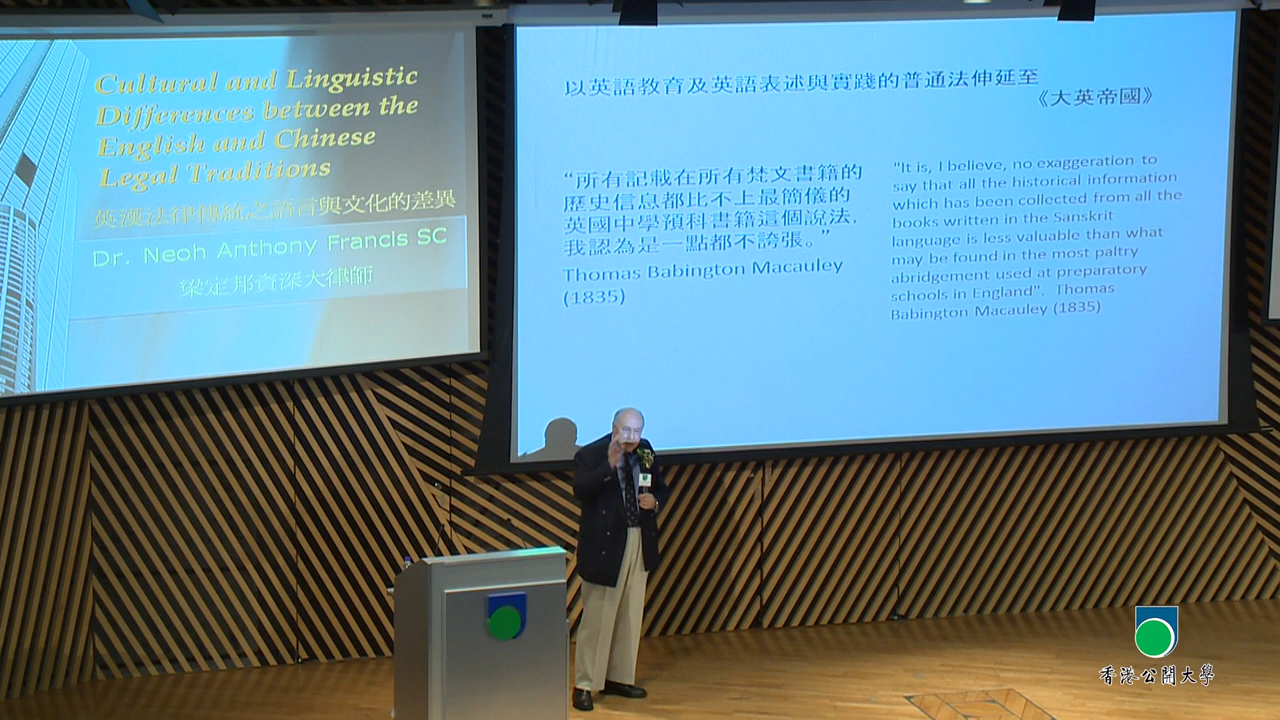 Cultural and Linguistic
Differences between the
English and Chinese
Legal Traditions
英漢法律傳統之語言與文化的差異
Dr. Neoh Anthony Francis SC
梁定邦資深大律師
以英語教育及英語表述與實踐的普通法伸延至
《大英帝國》
“所有記載在所有梵文書籍的
歷史信息都比不上最簡儀的
英國中學預科書籍這個說法,
我認為是一點都不誇張。”
Thomas Babington Macauley
(1835)
"It is, I believe, no exaggeration to
say that all the historical information
which has been collected from all the
books written in the Sanskrit
language is less valuable than what
may be found in the most paltry
abridgement used at preparatory
schools in England". Thomas
Babington Macauley (1835)
香港公開大學